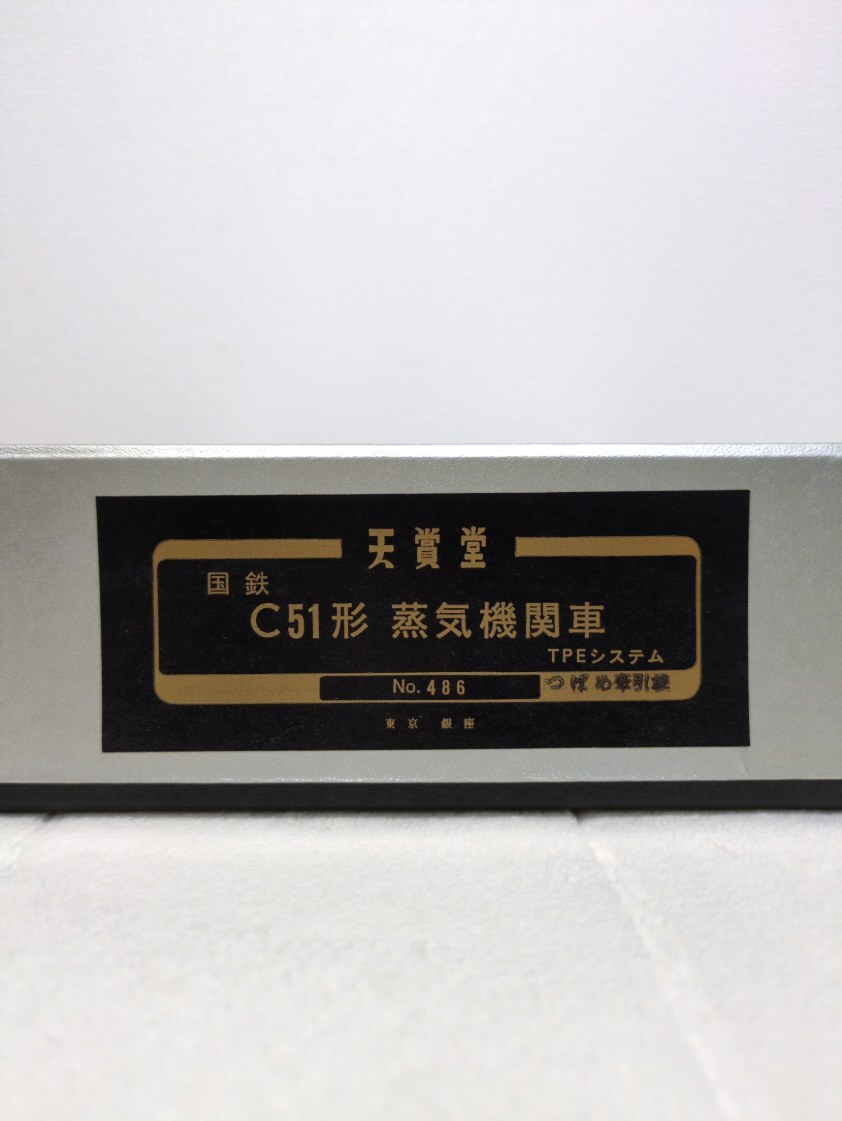 天賞堂
国鉄
C51形 蒸気機関車
TPEシステム
No.486
つばめ牽引機
東京 銀座